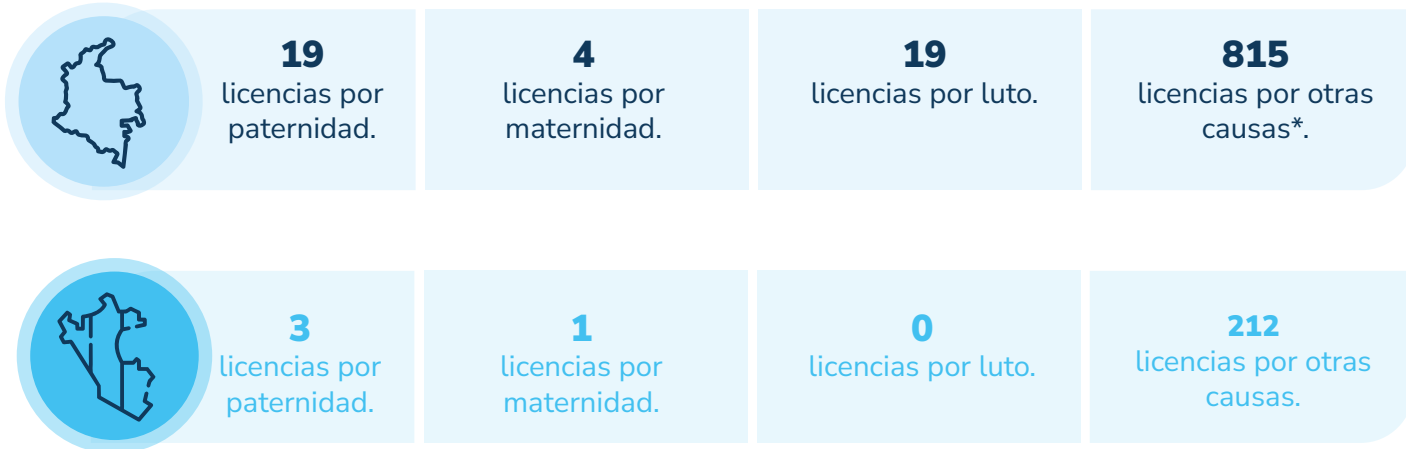 19
licencias por
paternidad.
4
licencias por
maternidad.
19
licencias por luto.
815
licencias por otras
causas*.
3
licencias por
paternidad.
1
licencias por
maternidad.
0
licencias por luto.
212
licencias por otras
causas.